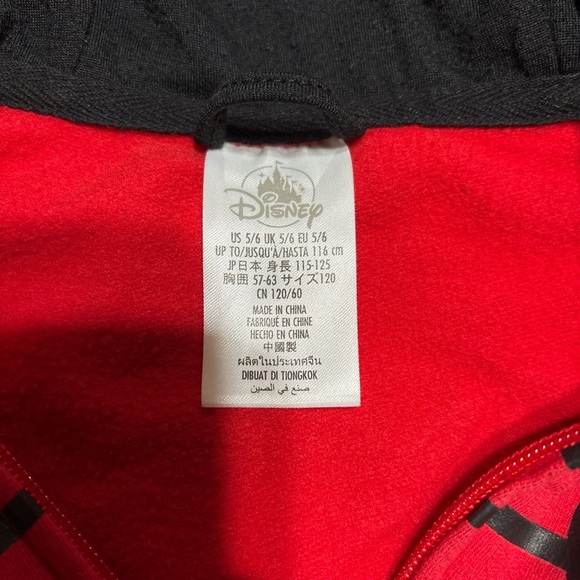 Disney
US 5/6 UK 5/6 EU 5/6
UP TO/JUSQU'À/HASTA 116 cm
JP日本 身長 115-125
胸囲 57-63 サイズ120
CN 120/60
MADE IN CHINA
FABRIQUÉ EN CHINE
HECHO EN CHINA
中國製
ผลิตในประเทศจีน
DIBUAT DI TIONGKOK
صنع في الصين